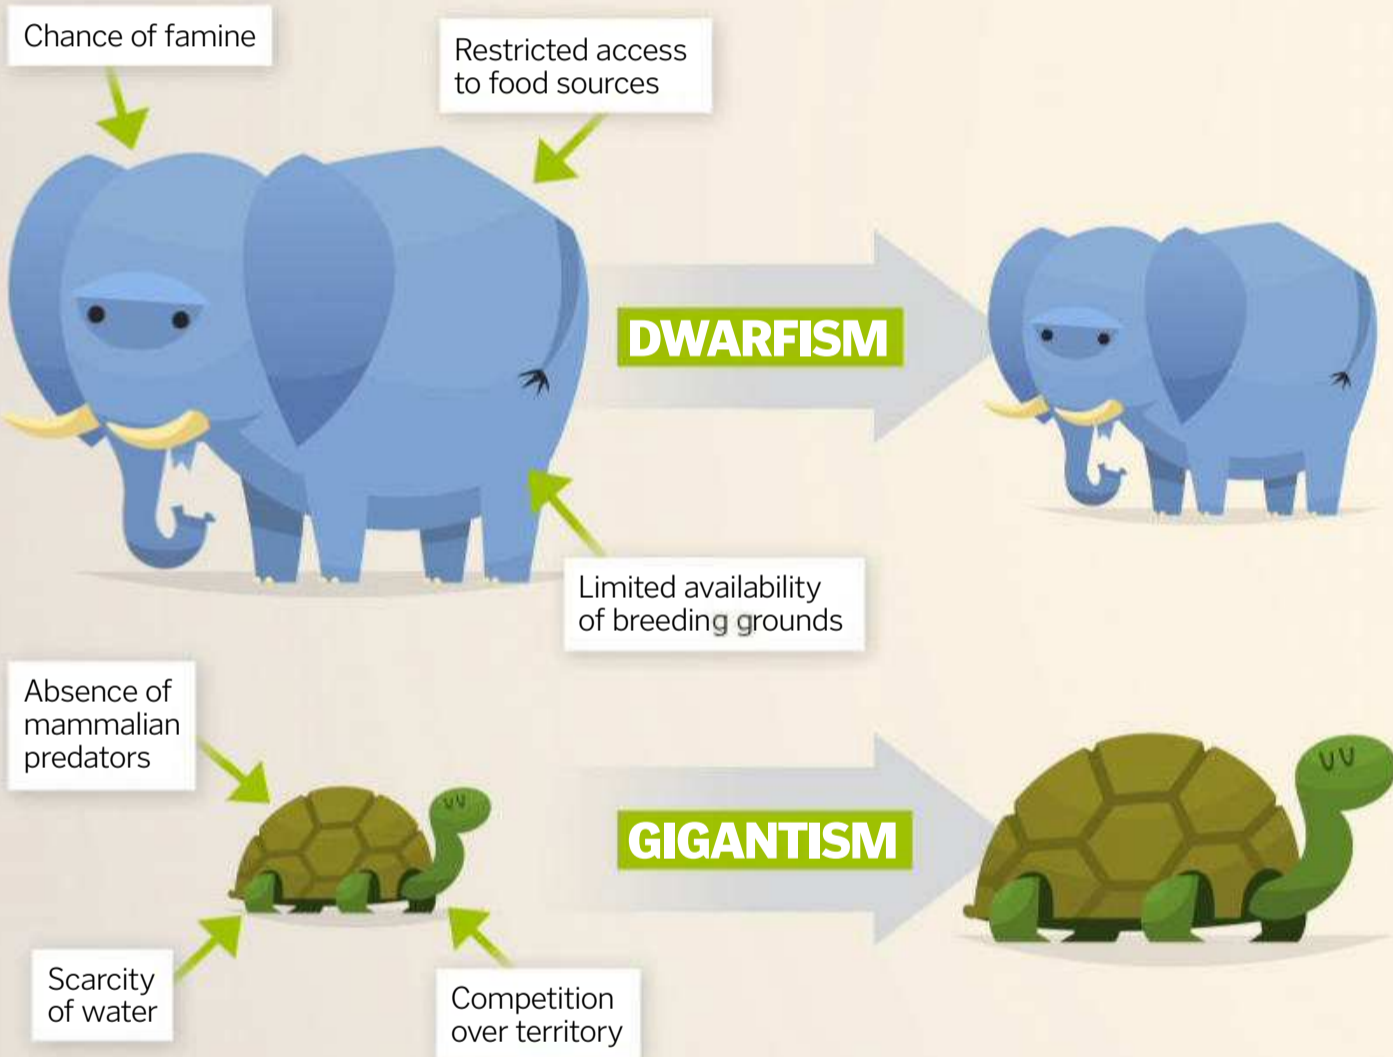 Chance of famine
Restricted access
to food sources
DWARFISM
Limited availability
of breeding grounds
Absence of
mammalian
predators
GIGANTISM
Scarcity
of water
Competition
over territory